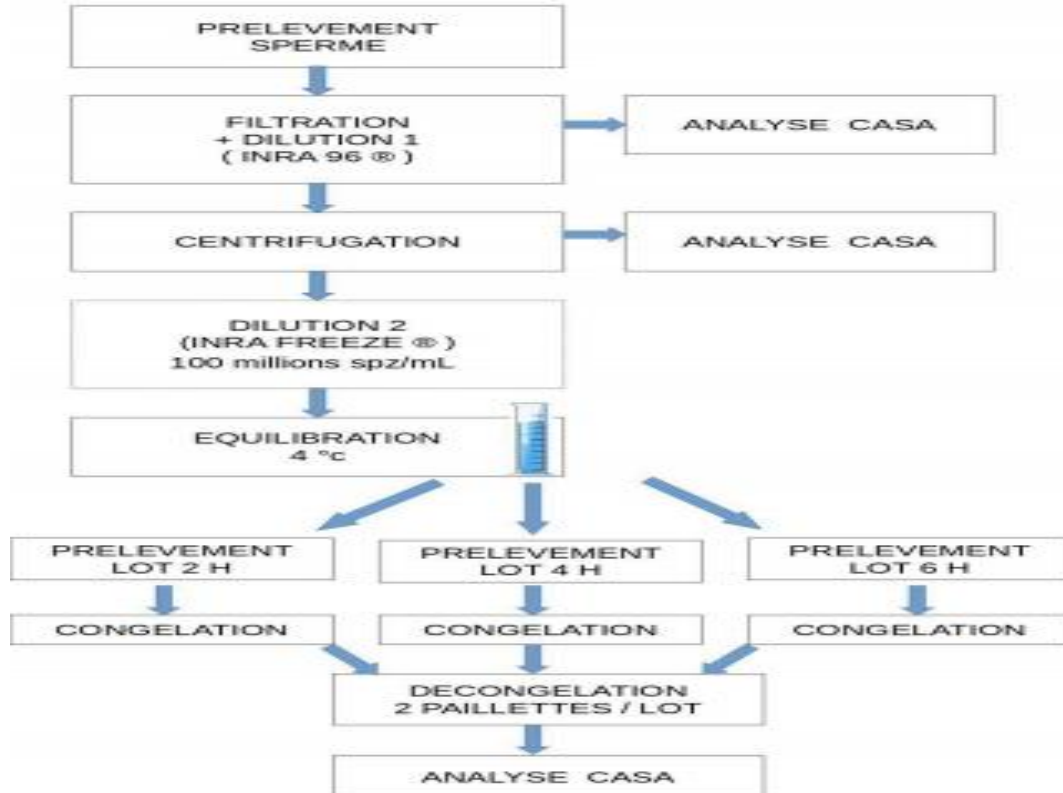 PRELEVEMENT
SPERME
FILTRATION
+ DILUTION 1
( INRA 96 ® )
ANALYSE CASA
CENTRIFUGATION
ANALYSE CASA
DILUTION 2
(INRA FREEZE ® )
100 millions spz/mL
EQUILIBRATION
4 °c
PRELEVEMENT
LOT 2 H
PRELEVEMENT
LOT 4 H
PRELEVEMENT
LOT 6 H
CONGELATION
CONGELATION
CONGELATION
DECONGELATION
2 PAILLETTES / LOT
ANALYSE CASA